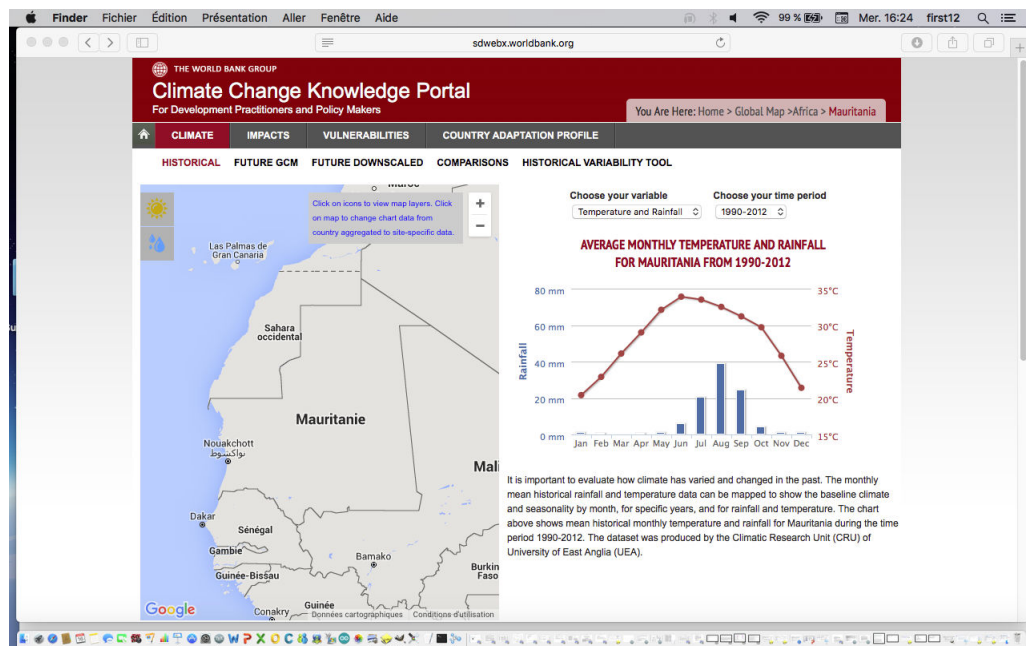 Finder Fichier Édition Présentation Aller Fenêtre Aide 99 % Mer. 16:24 first12
sdwebx.worldbank.org
THE WORLD BANK GROUP
Climate Change Knowledge Portal
For Development Practitioners and Policy Makers
You Are Here: Home > Global Map >Africa > Mauritania
CLIMATE IMPACTS VULNERABILITIES COUNTRY ADAPTATION PROFILE
HISTORICAL FUTURE GCM FUTURE DOWNSCALED COMPARISONS HISTORICAL VARIABILITY TOOL
Maroc
Click on icons to view map layers. Click
on map to change chart data from
country aggregated to site-specific data.
+
−
Las Palmas de
Gran Canaria
Sahara
occidental
Mauritanie
Nouakchott
نواكشوط
Mali
Dakar
Sénégal
Gambie
Bamako
Guinée-Bissau
Burkin
Faso
Guinée
Conakry
Google
Données cartographiques Conditions d'utilisation
Choose your variable Choose your time period
Temperature and Rainfall 1990-2012
AVERAGE MONTHLY TEMPERATURE AND RAINFALL
FOR MAURITANIA FROM 1990-2012
80 mm 35°C
60 mm 30°C
40 mm 25°C
20 mm 20°C
0 mm 15°C
Rainfall
Temperature
Jan Feb Mar Apr May Jun Jul Aug Sep Oct Nov Dec
It is important to evaluate how climate has varied and changed in the past. The monthly
mean historical rainfall and temperature data can be mapped to show the baseline climate
and seasonality by month, for specific years, and for rainfall and temperature. The chart
above shows mean historical monthly temperature and rainfall for Mauritania during the time
period 1990-2012. The dataset was produced by the Climatic Research Unit (CRU) of
University of East Anglia (UEA).